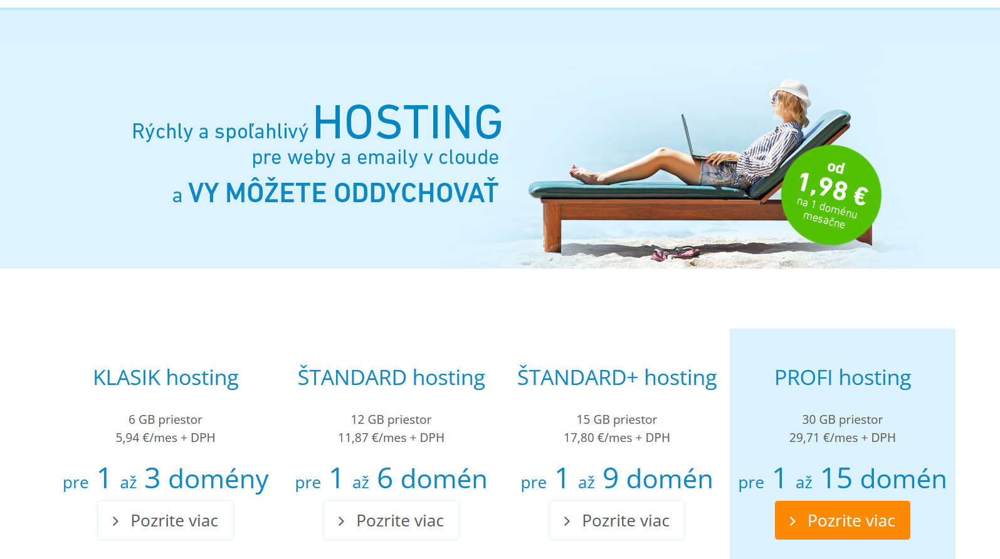 Rýchly a spoľahlivý HOSTING
pre weby a emaily v cloude
a VY MÔŽETE ODDYCHOVAŤ
od
1,98 €
na 1 doménu
mesačne
KLASIK hosting
6 GB priestor
5,94 €/mes + DPH
pre 1 až 3 domény
Pozrite viac
ŠTANDARD hosting
12 GB priestor
11,87 €/mes + DPH
pre 1 až 6 domén
Pozrite viac
ŠTANDARD+ hosting
15 GB priestor
17,80 €/mes + DPH
pre 1 až 9 domén
Pozrite viac
PROFI hosting
30 GB priestor
29,71 €/mes + DPH
pre 1 až 15 domén
Pozrite viac